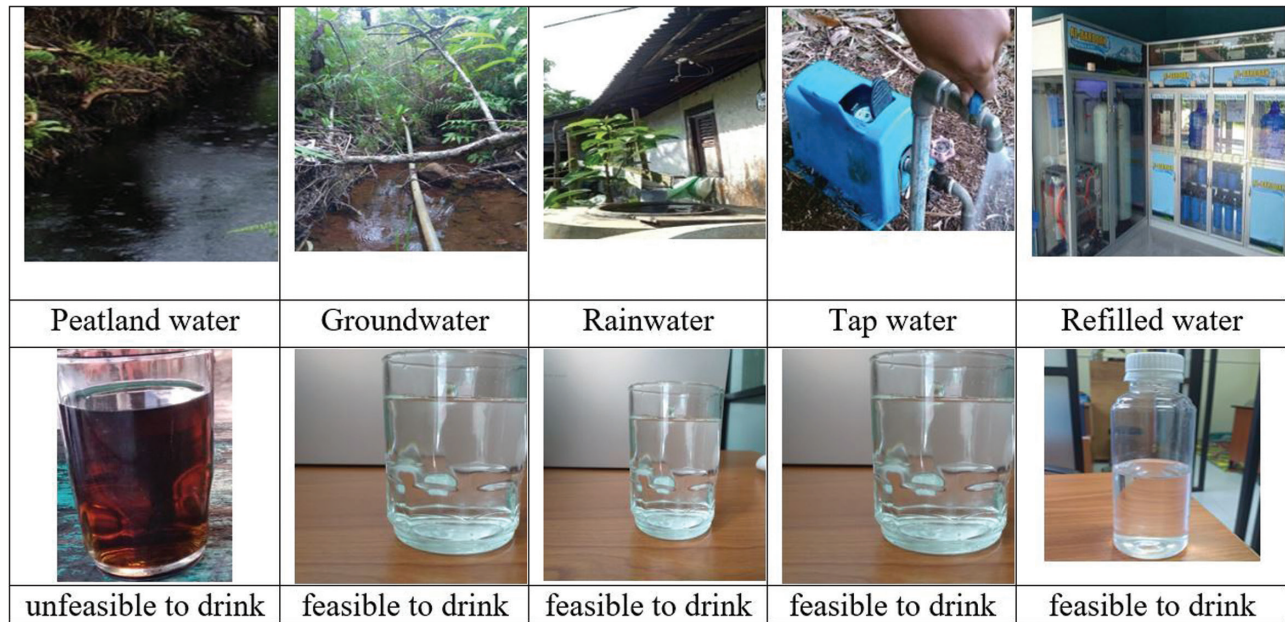 Peatland water
Groundwater
Rainwater
Tap water
Refilled water
unfeasible to drink
feasible to drink
feasible to drink
feasible to drink
feasible to drink